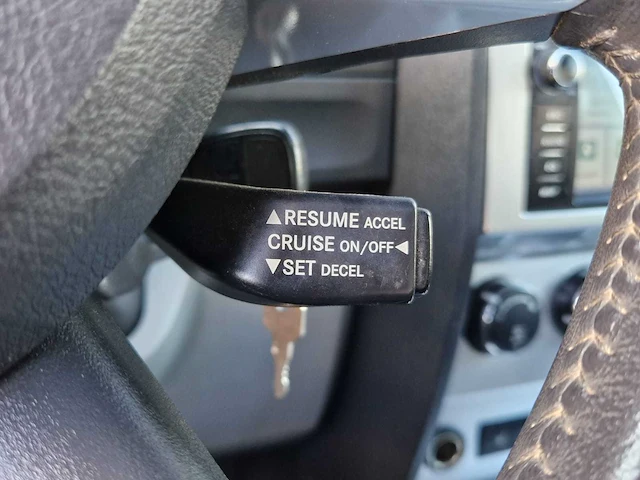 ▲RESUME ACCEL
CRUISE ON/OFF◀
▼SET DECEL